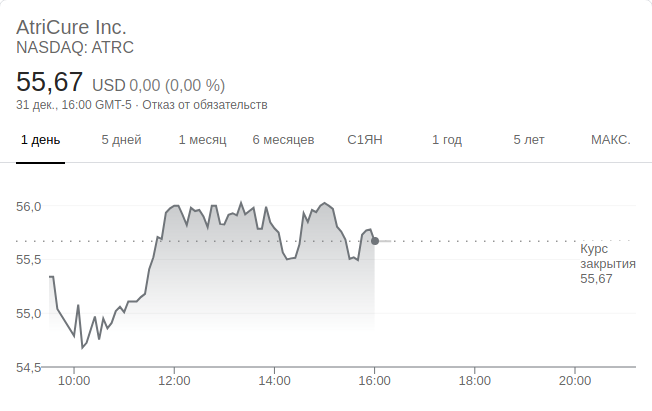 AtriCure Inc.
NASDAQ: ATRC
55,67 USD 0,00 (0,00 %)
31 дек., 16:00 GMT-5 · Отказ от обязательств
1 день 5 дней 1 месяц 6 месяцев С1ЯН 1 год 5 лет МАКС.
56,0
55,5
55,0
54,5
Курс
закрытия
55,67
10:00 12:00 14:00 16:00 18:00 20:00